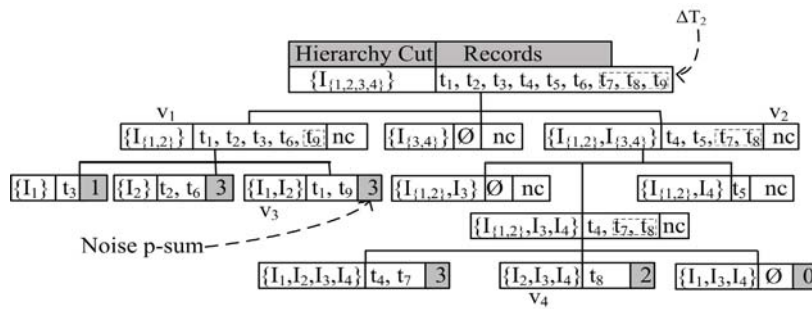 ΔT₂
Hierarchy Cut Records
{I{1,2,3,4}} t₁, t₂, t₃, t₄, t₅, t₆, t₇, t₈, t₉
v₁ v₂
{I{1,2}} t₁, t₂, t₃, t₆, t₉ nc {I{3,4}} Ø nc {I{1,2},I{3,4}} t₄, t₅, t₇, t₈ nc
{I₁} t₃ 1 {I₂} t₂, t₆ 3 {I₁,I₂} t₁, t₉ 3 {I{1,2},I₃} Ø nc {I{1,2},I₄} t₅ nc
v₃
{I{1,2},I₃,I₄} t₄, t₇, t₈ nc
Noise p-sum
{I₁,I₂,I₃,I₄} t₄, t₇ 3 {I₂,I₃,I₄} t₈ 2 {I₁,I₃,I₄} Ø 0
v₄